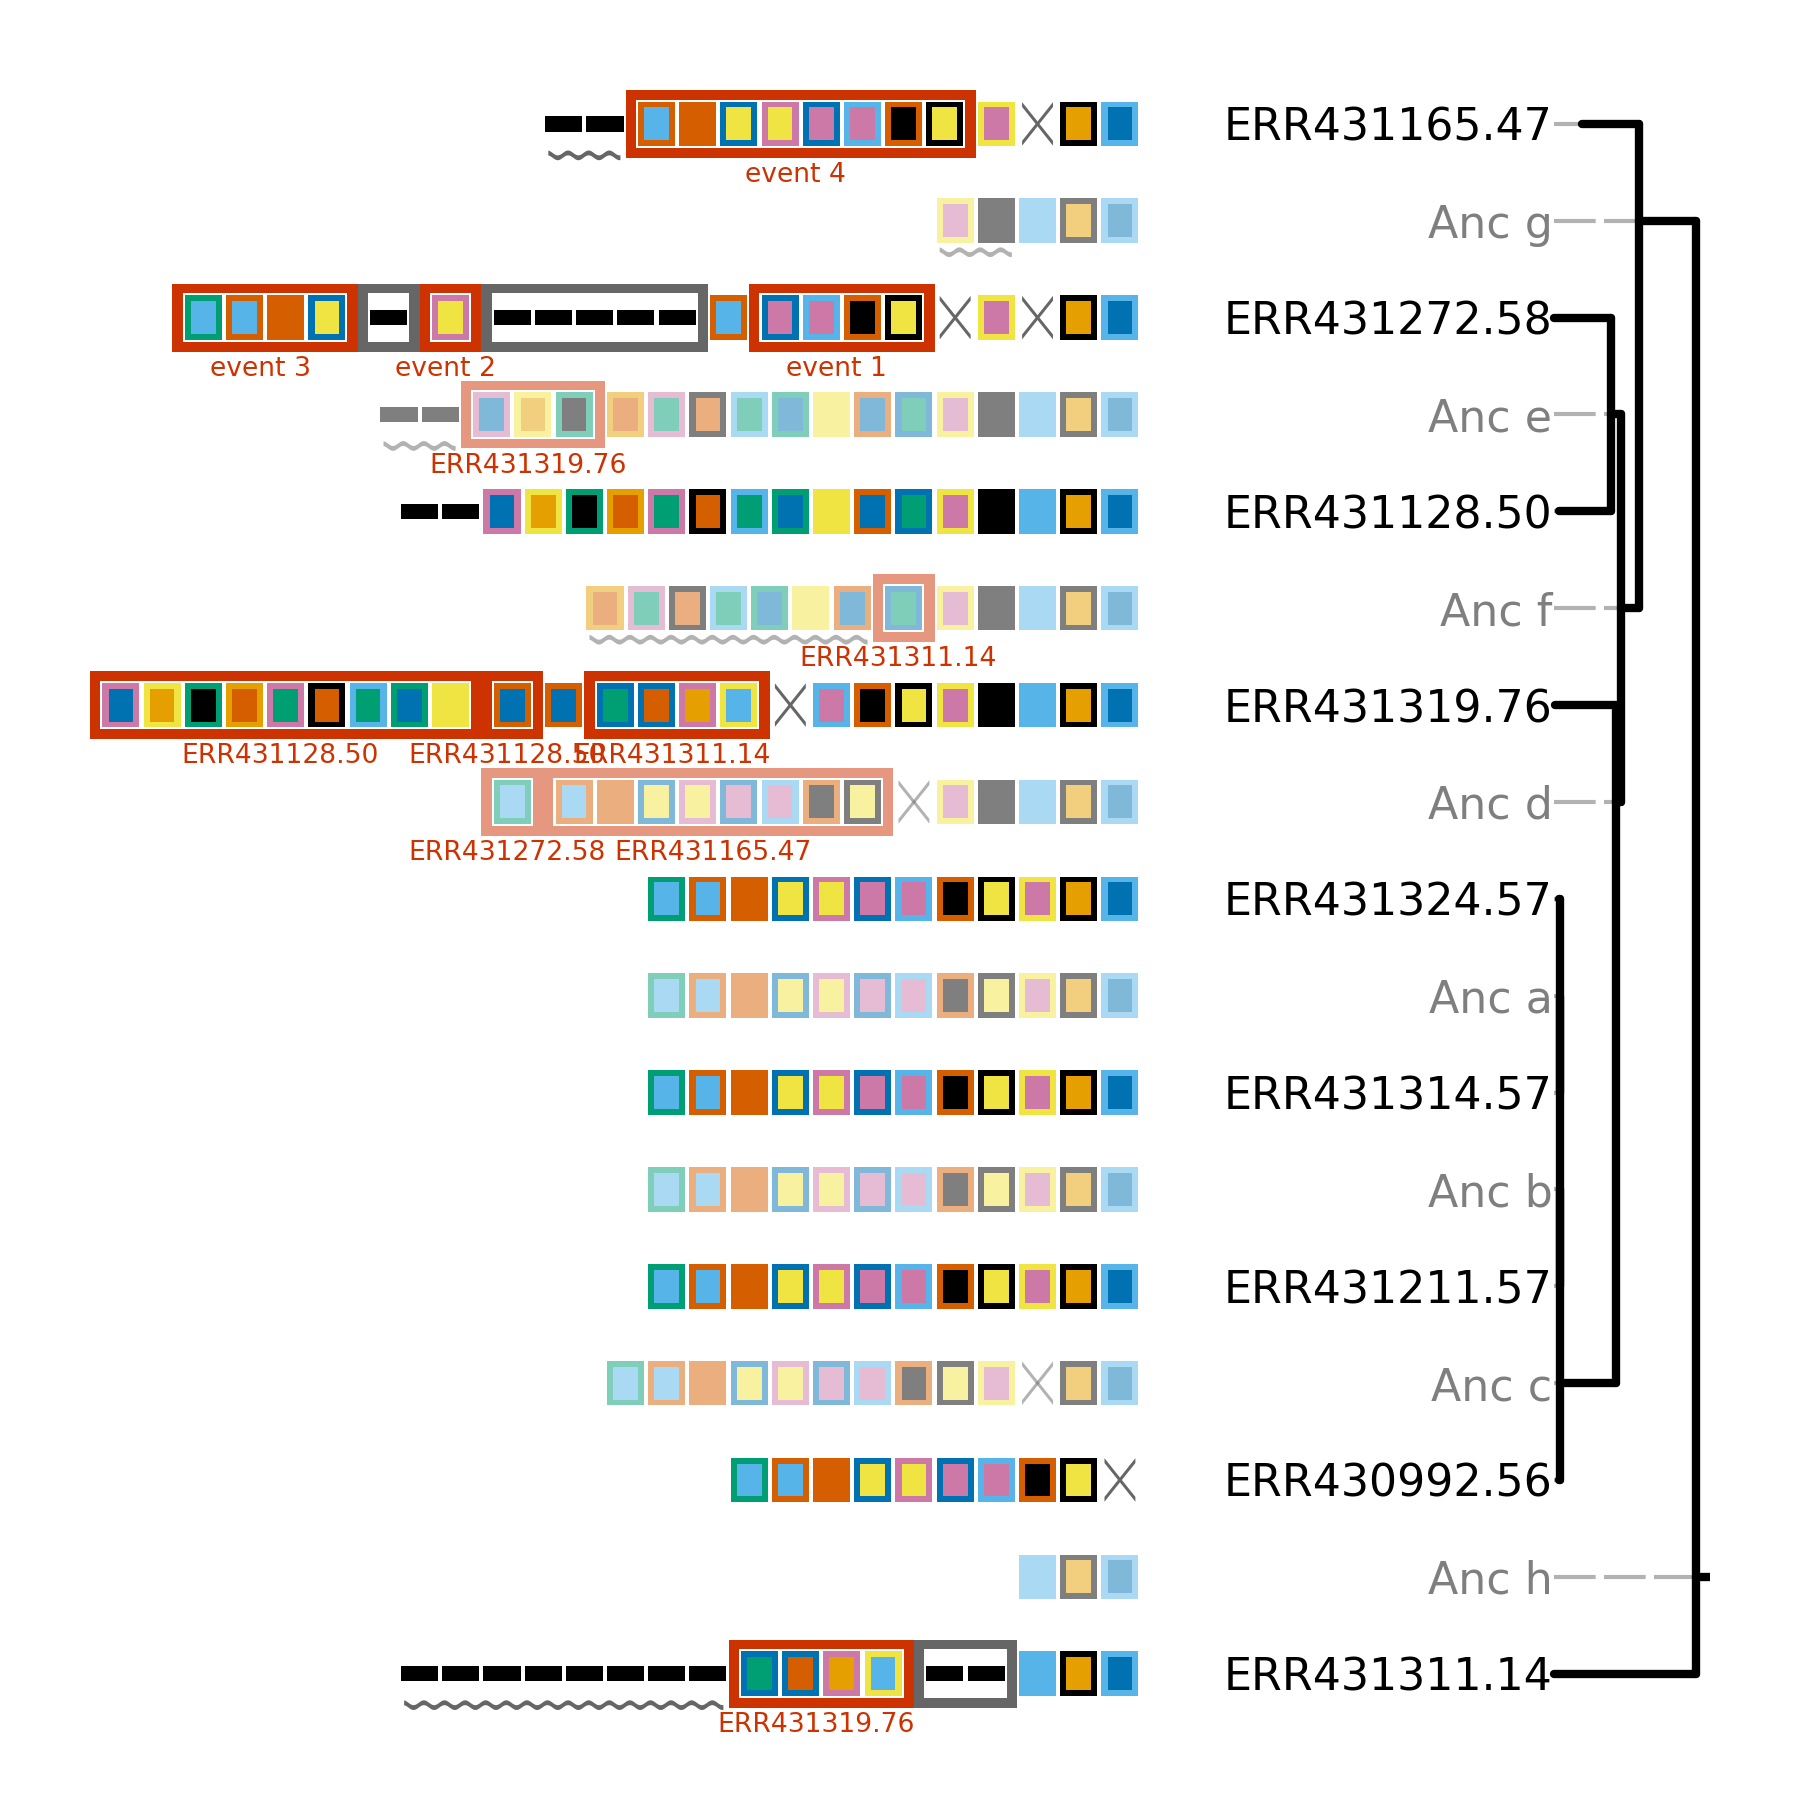 ERR431165.47
event 4
Anc g
ERR431272.58
event 3 event 2 event 1
Anc e
ERR431319.76
ERR431128.50
Anc f
ERR431311.14
ERR431319.76
ERR431128.50 ERR431128.50 ERR431311.14
Anc d
ERR431272.58 ERR431165.47
ERR431324.57
Anc a
ERR431314.57
Anc b
ERR431211.57
Anc c
ERR430992.56
Anc h
ERR431311.14
ERR431319.76